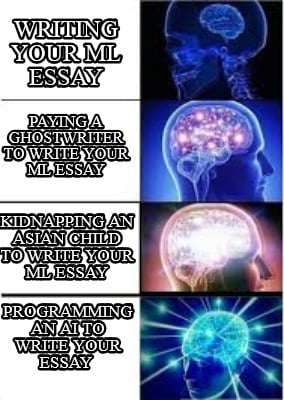 WRITING
YOUR ML
ESSAY
PAYING A
GHOSTWRITER
TO WRITE YOUR
ML ESSAY
KIDNAPPING AN
ASIAN CHILD
TO WRITE YOUR
ML ESSAY
PROGRAMMING
AN AI TO
WRITE YOUR
ESSAY